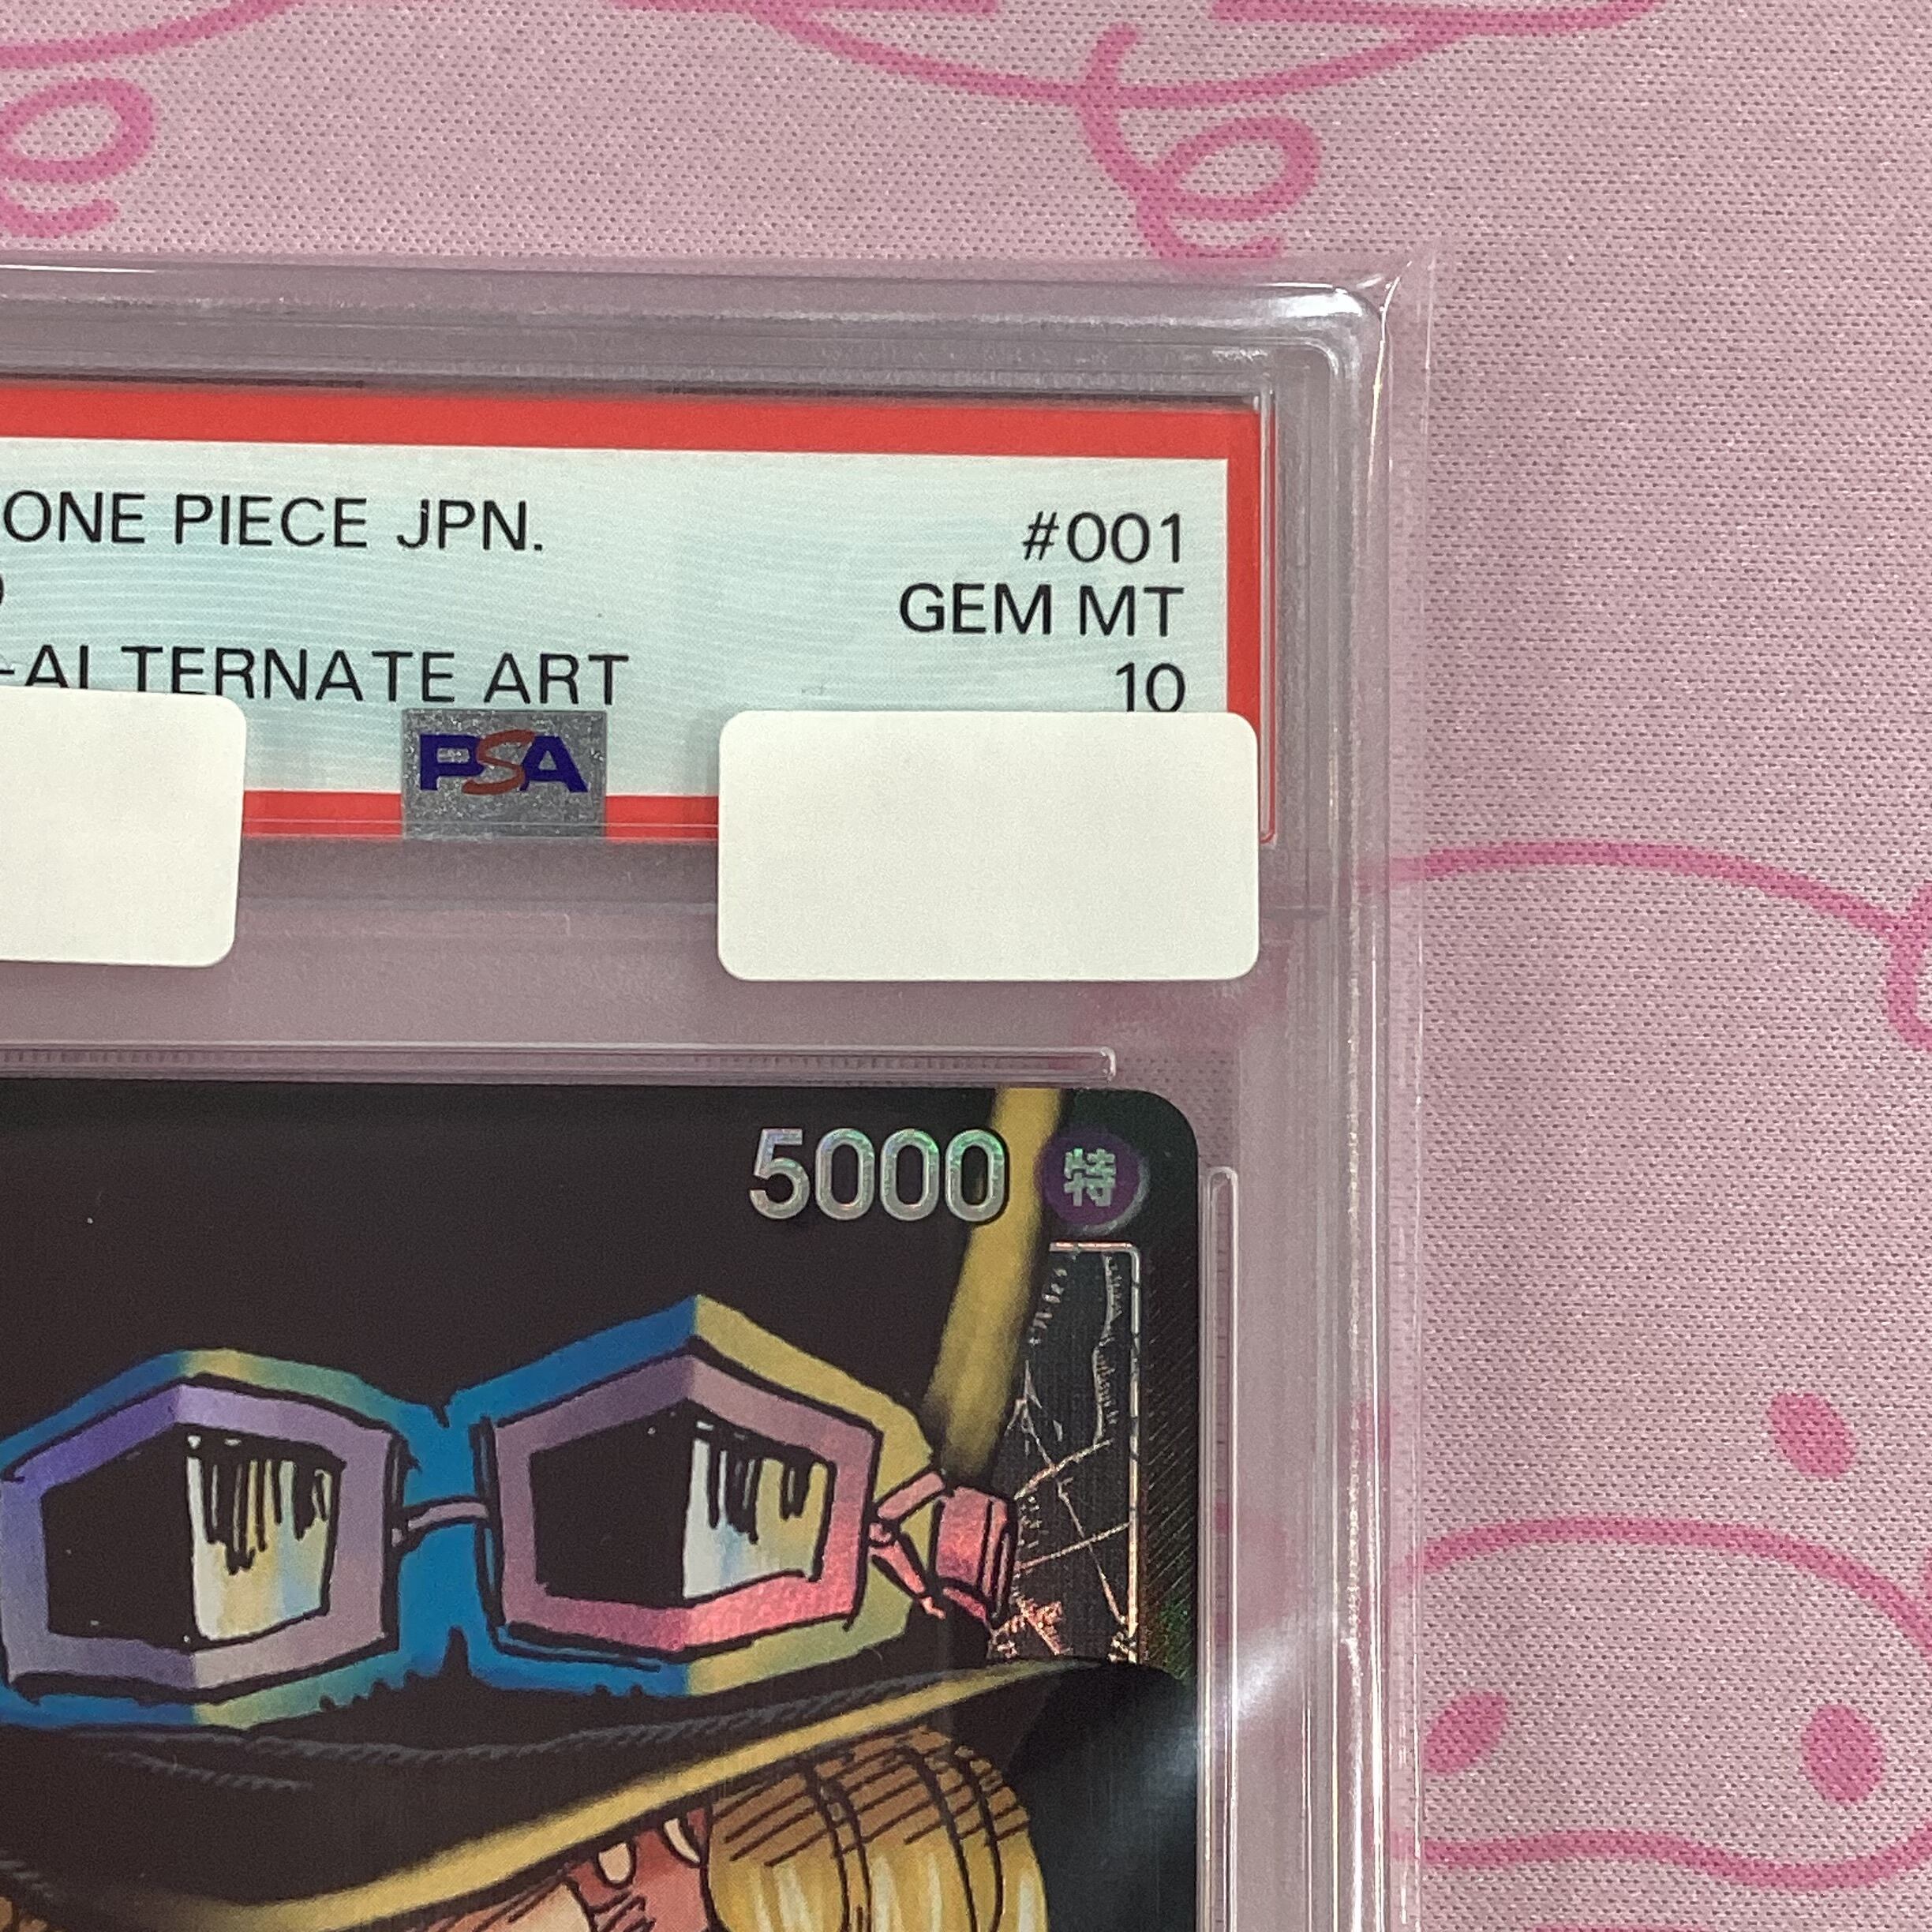 ONE PIECE JPN.
#001
GEM MT
-ALTERNATE ART
10
PSA
5000 特